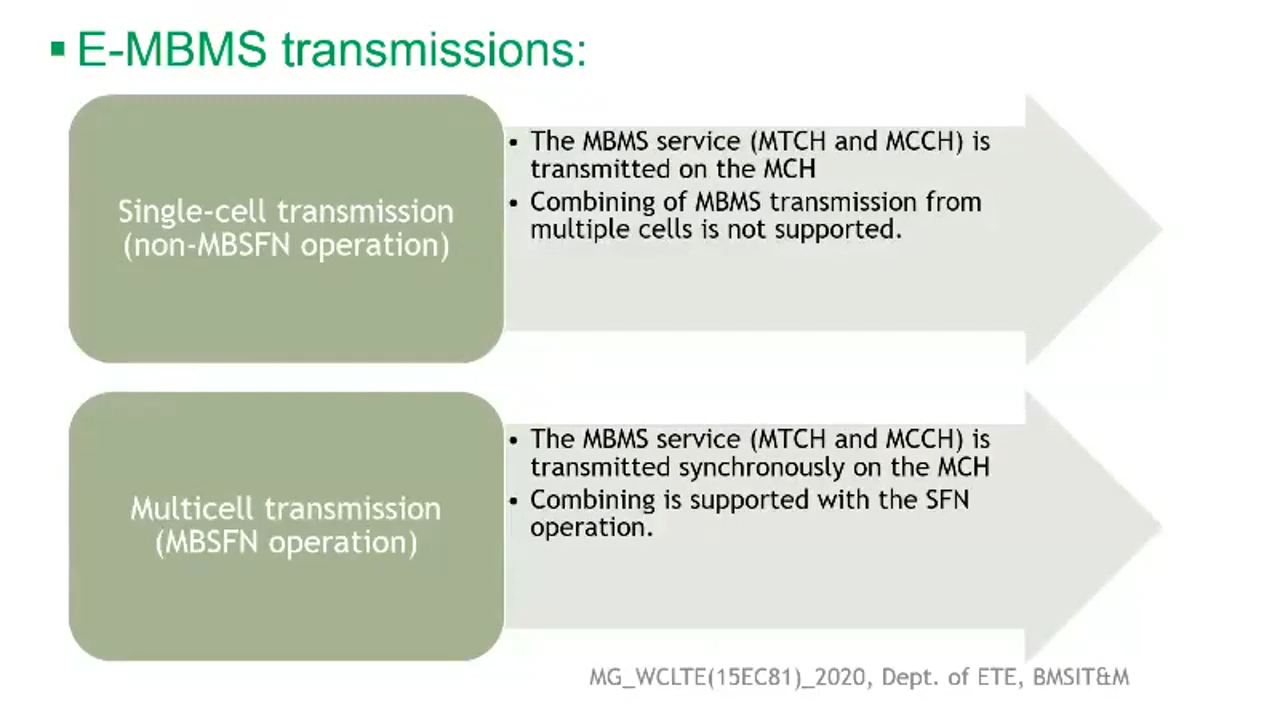 ▪ E-MBMS transmissions:
Single-cell transmission
(non-MBSFN operation)
• The MBMS service (MTCH and MCCH) is
transmitted on the MCH
• Combining of MBMS transmission from
multiple cells is not supported.
Multicell transmission
(MBSFN operation)
• The MBMS service (MTCH and MCCH) is
transmitted synchronously on the MCH
• Combining is supported with the SFN
operation.
MG_WCLTE(15EC81)_2020, Dept. of ETE, BMSIT&M